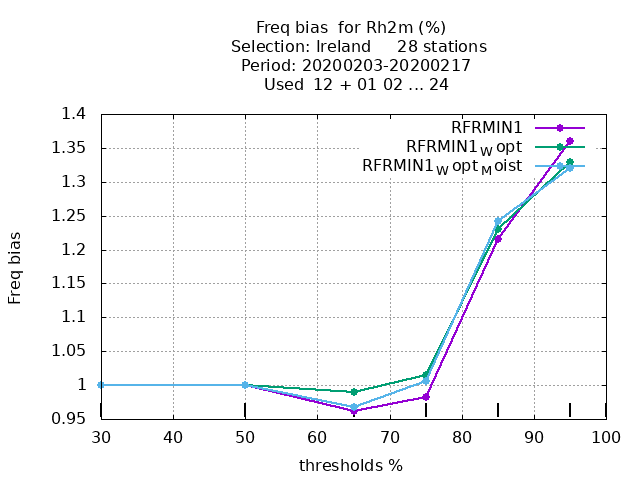 Freq bias  for Rh2m (%)
Selection: Ireland     28 stations
Period: 20200203-20200217
Used  12 + 01 02 ... 24
RFRMIN1
RFRMIN1_W opt
RFRMIN1_W opt_M oist
1.4
1.35
1.3
1.25
1.2
1.15
1.1
1.05
1
0.95
Freq bias
30 40 50 60 70 80 90 100
thresholds %